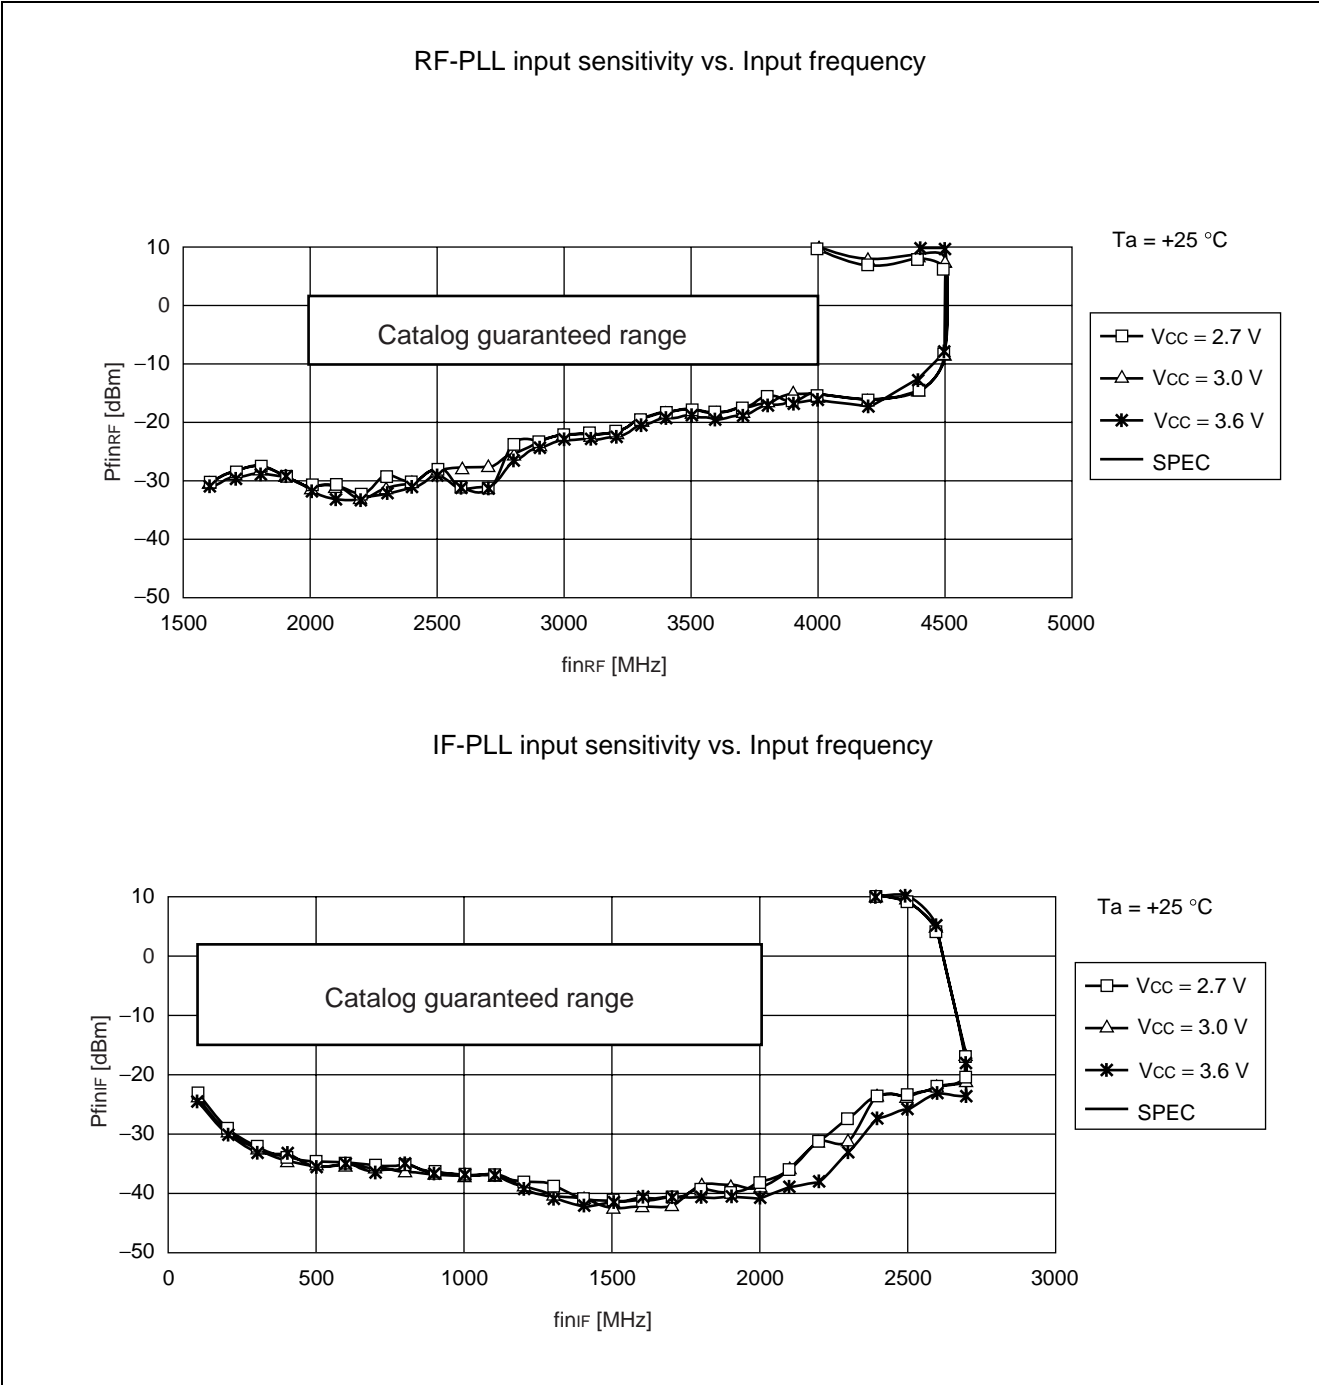 RF-PLL input sensitivity vs. Input frequency
Ta = +25 °C
PfinRF [dBm]
10
0
−10
−20
−30
−40
−50
Catalog guaranteed range
VCC = 2.7 V
VCC = 3.0 V
VCC = 3.6 V
SPEC
1500 2000 2500 3000 3500 4000 4500 5000
finRF [MHz]
IF-PLL input sensitivity vs. Input frequency
Ta = +25 °C
PfinIF [dBm]
10
0
−10
−20
−30
−40
−50
Catalog guaranteed range
VCC = 2.7 V
VCC = 3.0 V
VCC = 3.6 V
SPEC
0 500 1000 1500 2000 2500 3000
finIF [MHz]